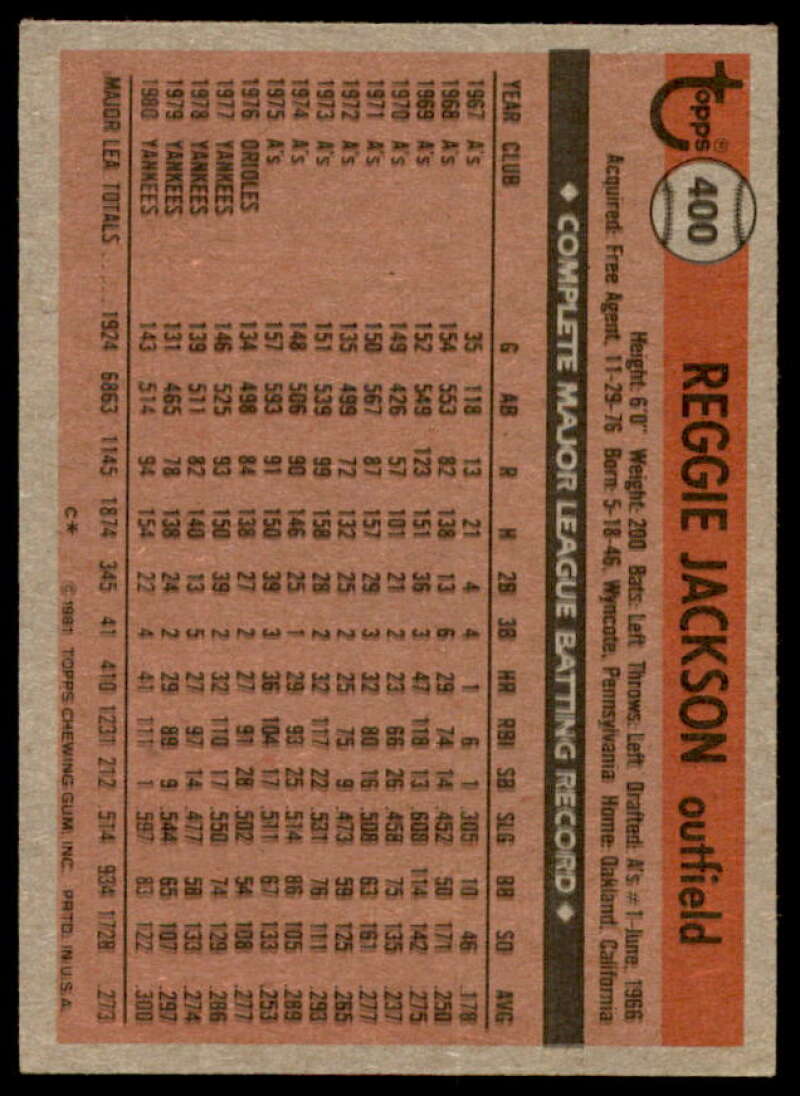 topps®
400
REGGIE JACKSON outfield
Height: 6'0" Weight: 200 Bats: Left Throws: Left Drafted: A's #1-June, 1966
Acquired: Free Agent, 11-29-76 Born: 5-18-46, Wyncote, Pennsylvania Home: Oakland, California
◆ COMPLETE MAJOR LEAGUE BATTING RECORD ◆
YEAR CLUB G AB R H 2B 3B HR RBI SB SLG BB SO AVG
1967 A's 35 118 13 21 4 4 1 6 1 .305 10 46 .178
1968 A's 154 553 82 138 13 6 29 74 14 .452 50 171 .250
1969 A's 152 549 123 151 36 3 47 118 13 .608 114 142 .275
1970 A's 149 426 57 101 21 2 23 66 26 .458 75 135 .237
1971 A's 150 567 87 157 29 3 32 80 16 .508 63 161 .277
1972 A's 135 499 72 132 25 2 25 75 9 .473 59 125 .265
1973 A's 151 539 99 158 28 2 32 117 22 .531 76 111 .293
1974 A's 148 506 90 146 25 1 29 93 25 .514 86 105 .289
1975 A's 157 593 91 150 39 3 36 104 17 .511 67 133 .253
1976 ORIOLES 134 498 84 138 27 2 27 91 28 .502 54 108 .277
1977 YANKEES 146 525 93 150 39 2 32 110 17 .550 74 129 .286
1978 YANKEES 139 511 82 140 13 5 27 97 14 .477 58 133 .274
1979 YANKEES 131 465 78 138 24 2 29 89 9 .544 65 107 .297
1980 YANKEES 143 514 94 154 22 4 41 111 1 .597 83 122 .300
MAJOR LEA. TOTALS..... 1924 6863 1145 1874 345 41 410 1231 212 .514 934 1728 .273
C* ©1981 TOPPS CHEWING GUM, INC. PRTD. IN U.S.A.